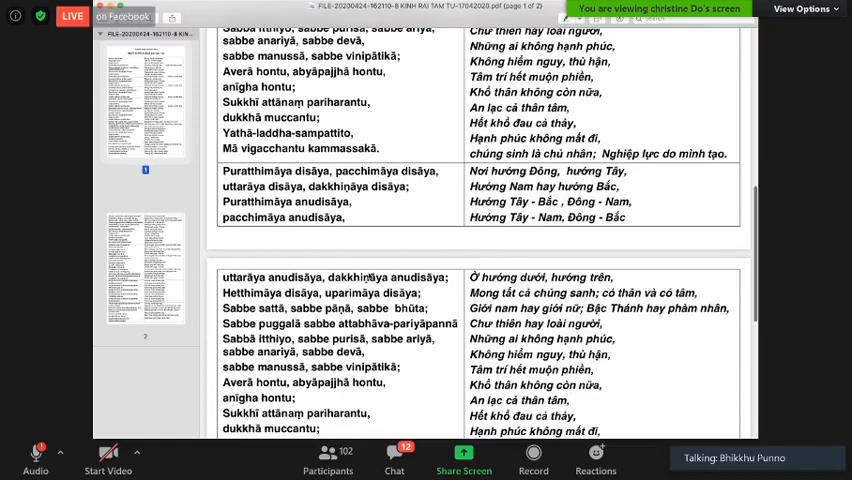 FILE-20200424-162110-8 KINH RAI TAM TU-17042020.pdf (page 1 of 2)
You are viewing christine Do's screen
View Options
LIVE
on Facebook
Search
FILE-20200424-162110-8 KIN...
Sabbā itthiyo, sabbe purisā, sabbe ariyā,
sabbe anariyā, sabbe devā,
sabbe manussā, sabbe vinipātikā;
Averā hontu, abyāpajjhā hontu,
anīgha hontu;
Sukkhī attānaṃ pariharantu,
dukkhā muccantu;
Yathā-laddha-sampattito,
Mā vigacchantu kammassakā.
Chư thiên hay loài người,
Những ai không hạnh phúc,
Không hiểm nguy, thù hận,
Tâm trí hết muộn phiền,
Khổ thân không còn nữa,
An lạc cả thân tâm,
Hết khổ đau cả thảy,
Hạnh phúc không mất đi,
chúng sinh là chủ nhân; Nghiệp lực do mình tạo.
Puratthimāya disāya, pacchimāya disāya,
uttarāya disāya, dakkhiṇāya disāya;
Puratthimāya anudisāya,
pacchimāya anudisāya,
Nơi hướng Đông, hướng Tây,
Hướng Nam hay hướng Bắc,
Hướng Tây - Bắc , Đông - Nam,
Hướng Tây - Nam, Đông - Bắc
uttarāya anudisāya, dakkhiṇāya anudisāya;
Hetthimāya disāya, uparimāya disāya;
Sabbe sattā, sabbe pāṇā, sabbe bhūta;
Sabbe puggalā sabbe attabhāva-pariyāpannā
Sabbā itthiyo, sabbe purisā, sabbe ariyā,
sabbe anariyā, sabbe devā,
sabbe manussā, sabbe vinipātikā;
Averā hontu, abyāpajjhā hontu,
anīgha hontu;
Sukkhī attānaṃ pariharantu,
dukkhā muccantu;
Ở hướng dưới, hướng trên,
Mong tất cả chúng sanh; có thân và có tâm,
Giới nam hay giới nữ; Bậc Thánh hay phàm nhân,
Chư thiên hay loài người,
Những ai không hạnh phúc,
Không hiểm nguy, thù hận,
Tâm trí hết muộn phiền,
Khổ thân không còn nữa,
An lạc cả thân tâm,
Hết khổ đau cả thảy,
Hạnh phúc không mất đi,
1
2
102
12
Audio
Start Video
Participants
Chat
Share Screen
Record
Reactions
Talking: Bhikkhu Punno